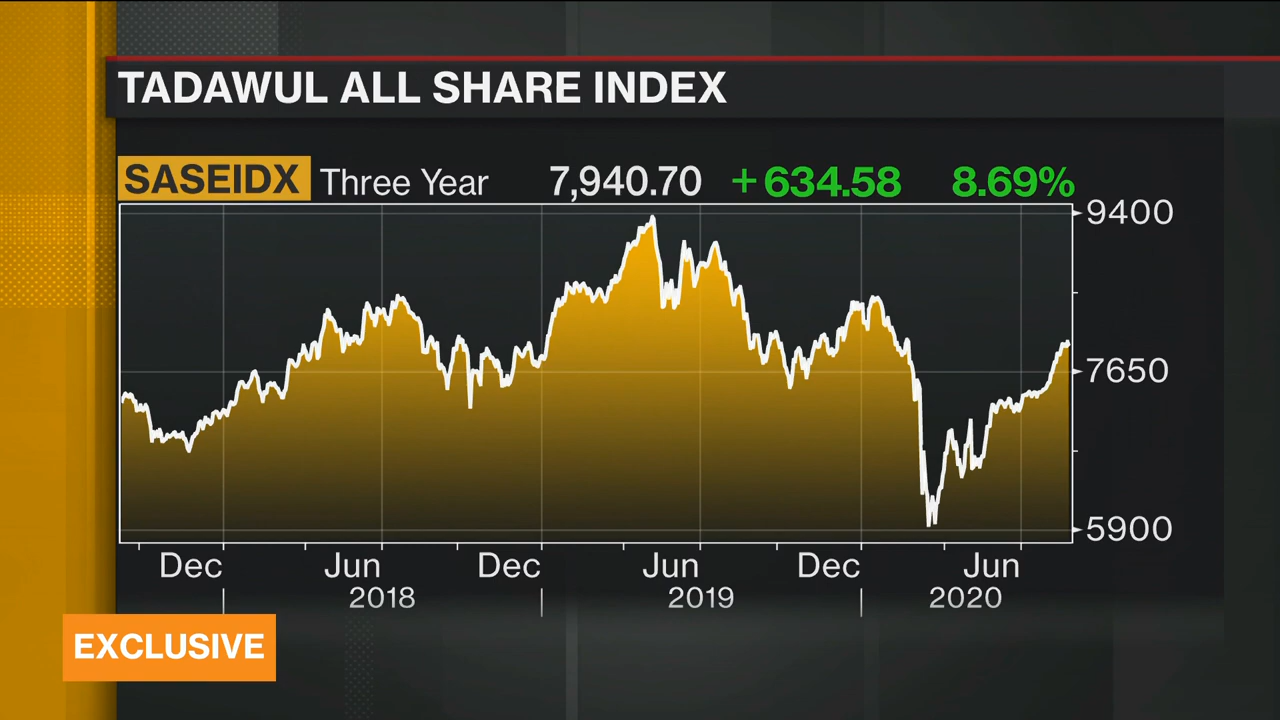 TADAWUL ALL SHARE INDEX
SASEIDX Three Year 7,940.70 +634.58 8.69%
9400
7650
5900
Dec Jun Dec Jun Dec Jun
2018 2019 2020
EXCLUSIVE